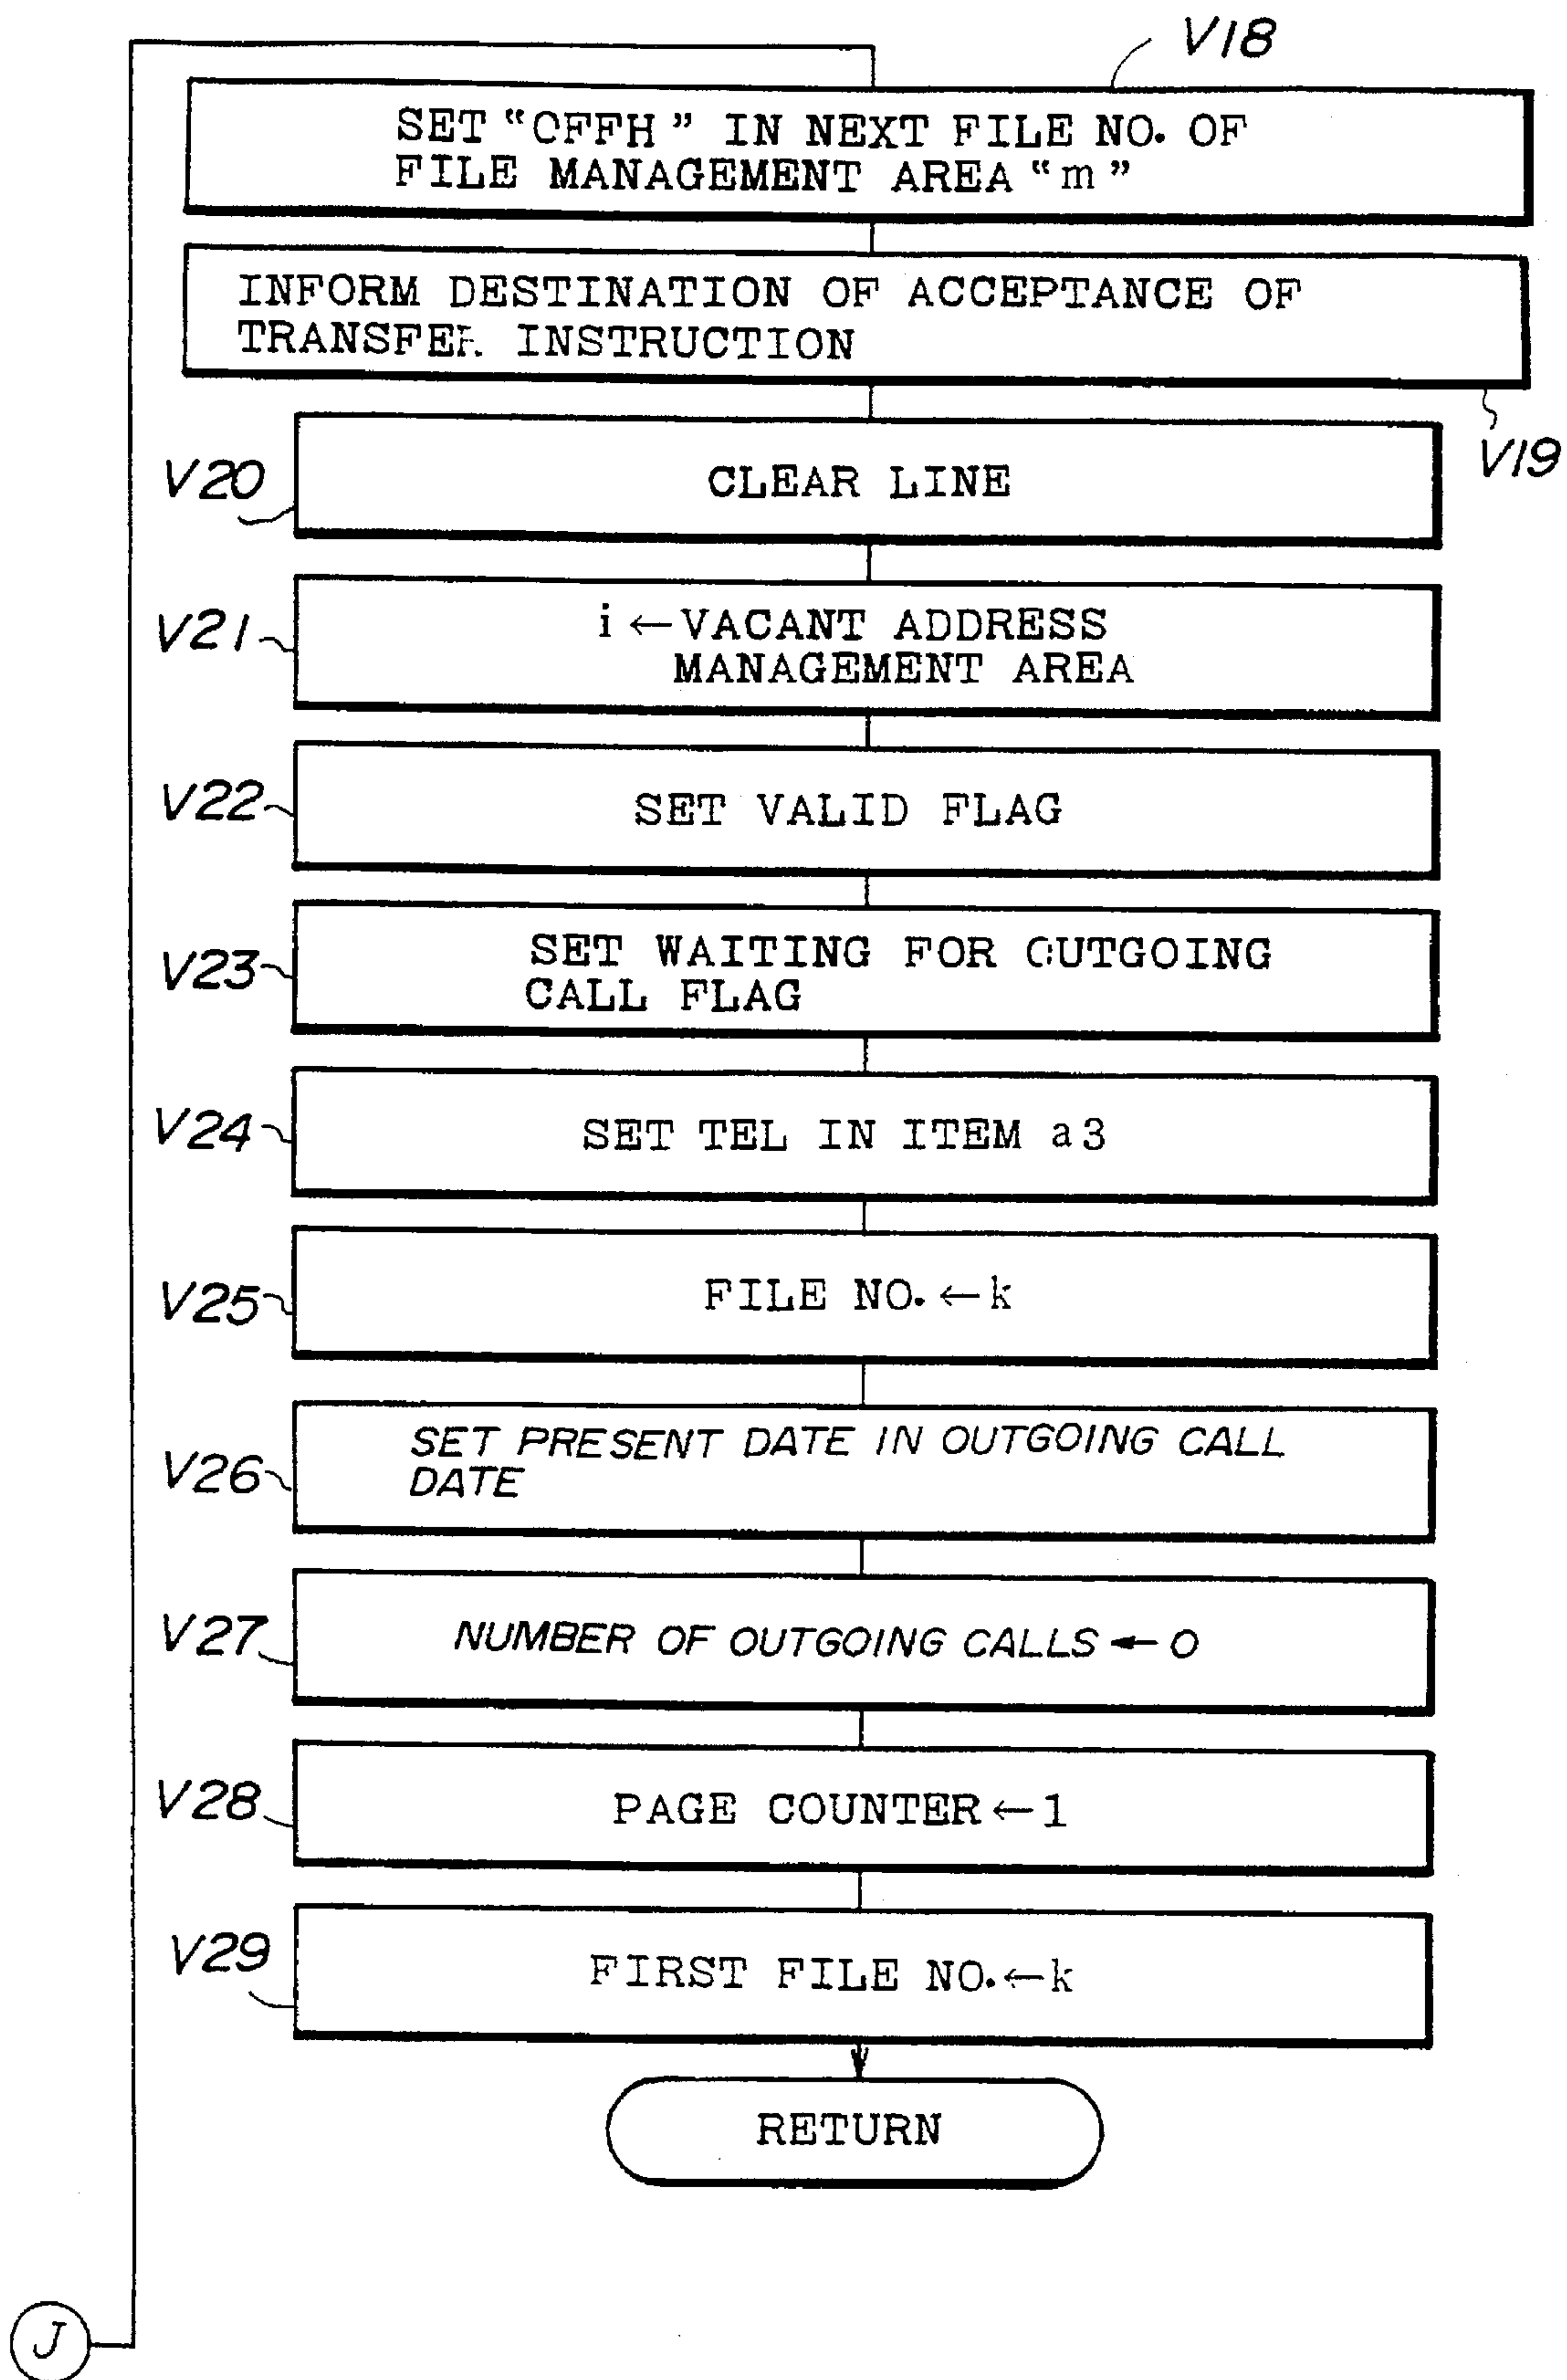 V18
SET “OFFH” IN NEXT FILE NO. OF
FILE MANAGEMENT AREA “m”
INFORM DESTINATION OF ACCEPTANCE OF
TRANSFER INSTRUCTION
V19
V20
CLEAR LINE
V21
i ← VACANT ADDRESS
MANAGEMENT AREA
V22
SET VALID FLAG
V23
SET WAITING FOR OUTGOING
CALL FLAG
V24
SET TEL IN ITEM a3
V25
FILE NO. ← k
V26
SET PRESENT DATE IN OUTGOING CALL
DATE
V27
NUMBER OF OUTGOING CALLS ← 0
V28
PAGE COUNTER ← 1
V29
FIRST FILE NO. ← k
RETURN
J